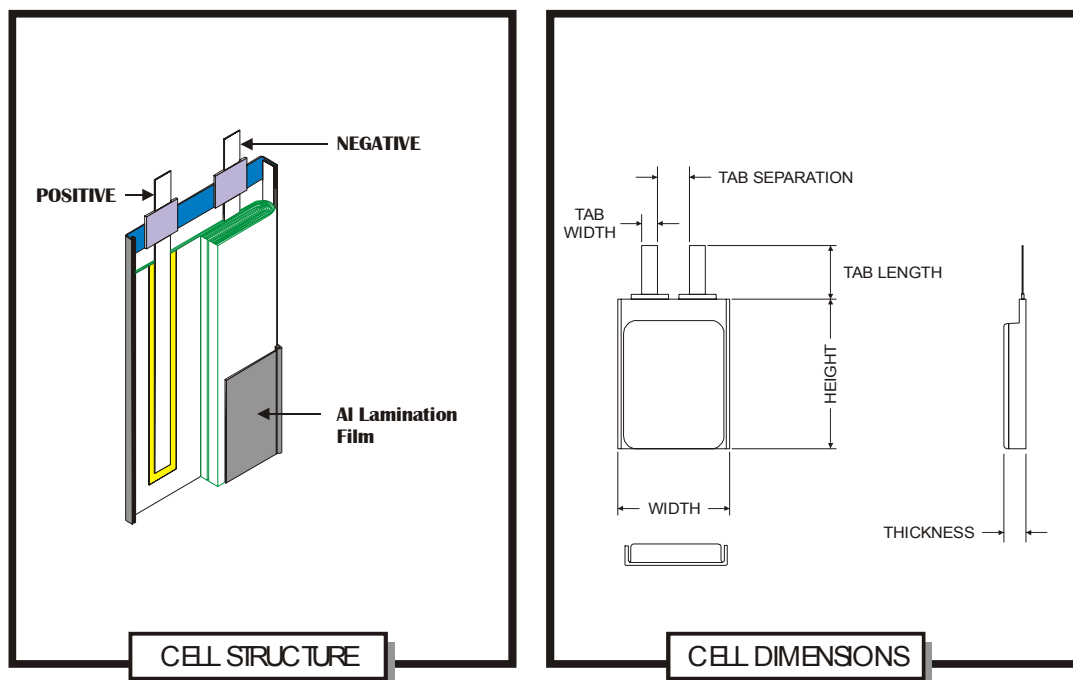 NEGATIVE
POSITIVE
Al Lamination
Film
CELL STRUCTURE
TAB SEPARATION
TAB
WIDTH
TAB LENGTH
HEIGHT
WIDTH
THICKNESS
CELL DIMENSIONS